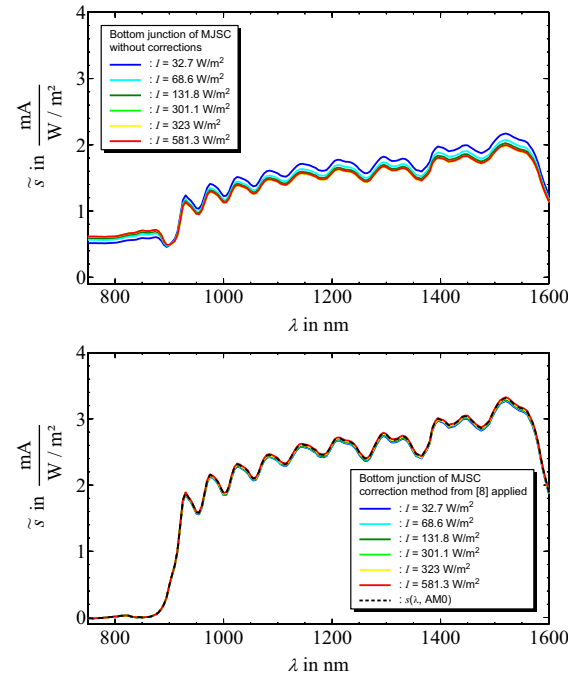 4
3
2
1
0
s̃ in mA / W / m²
Bottom junction of MJSC
without corrections
: I = 32.7 W/m²
: 68.6 W/m²
: I = 131.8 W/m²
: I = 301.1 W/m²
: I = 323 W/m²
: I = 581.3 W/m²
800 1000 1200 1400 1600
λ in nm
4
3
2
1
0
s̃ in mA / W / m²
Bottom junction of MJSC
correction method from [8] applied
: I = 32.7 W/m²
: I = 68.6 W/m²
: I = 131.8 W/m²
: I = 301.1 W/m²
: I = 323 W/m²
: I = 581.3 W/m²
: s(λ, AM0)
800 1000 1200 1400 1600
λ in nm